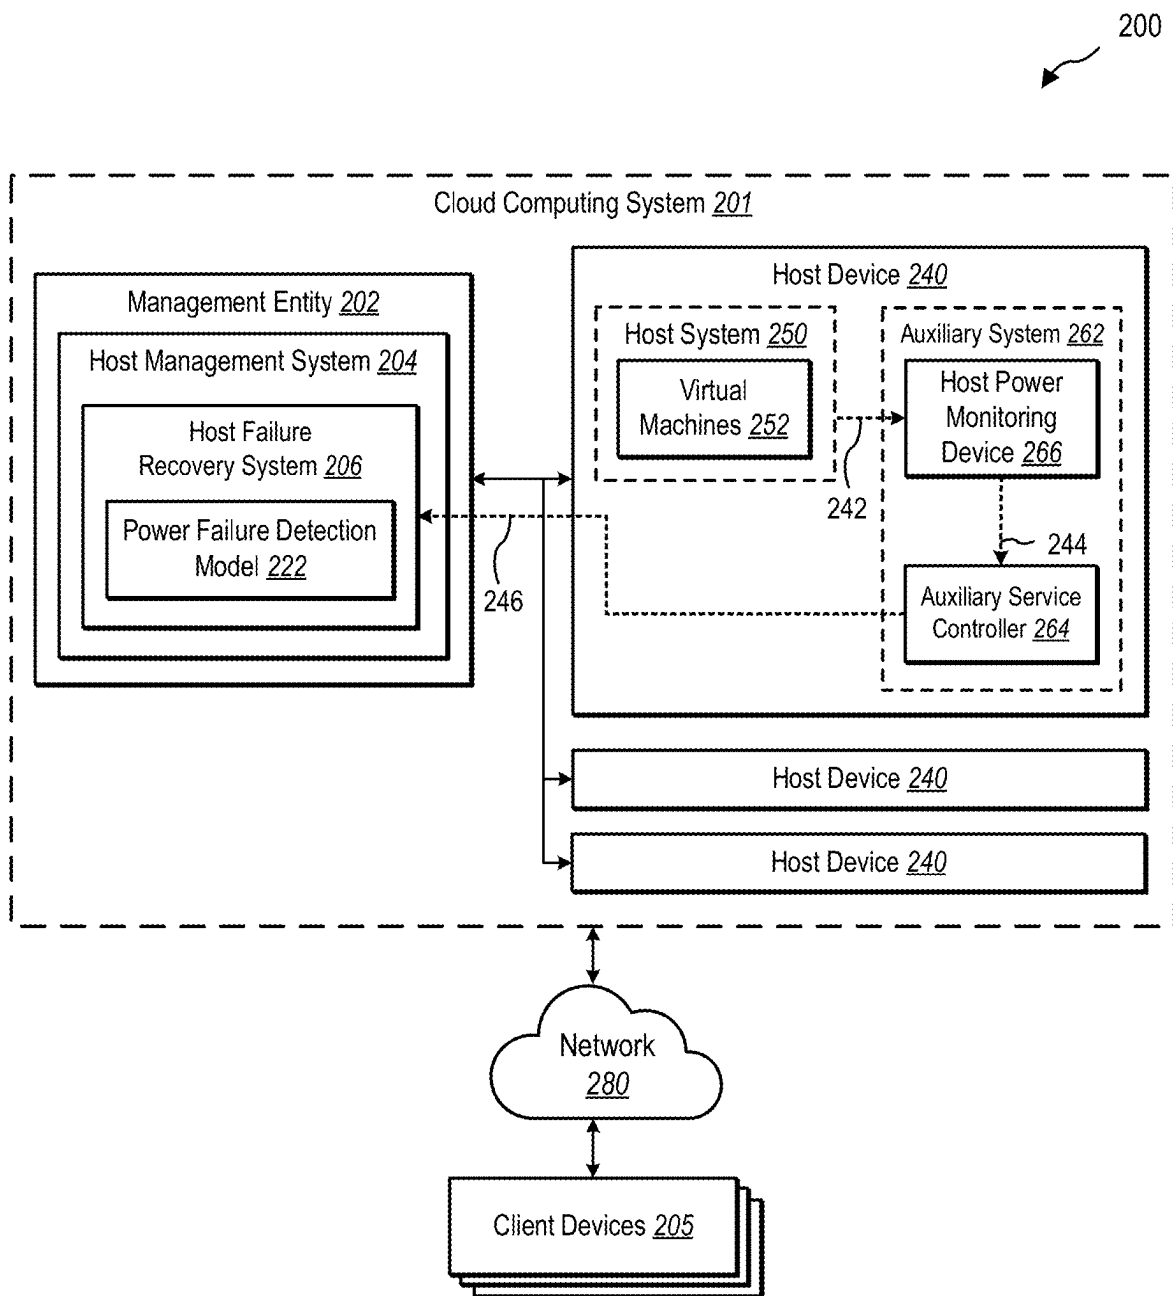 200
Cloud Computing System 201
Management Entity 202
Host Management System 204
Host Failure
Recovery System 206
Power Failure Detection
Model 222
Host Device 240
Host System 250
Virtual
Machines 252
Auxiliary System 262
Host Power
Monitoring
Device 266
242
244
246
Auxiliary Service
Controller 264
Host Device 240
Host Device 240
Network
280
Client Devices 205